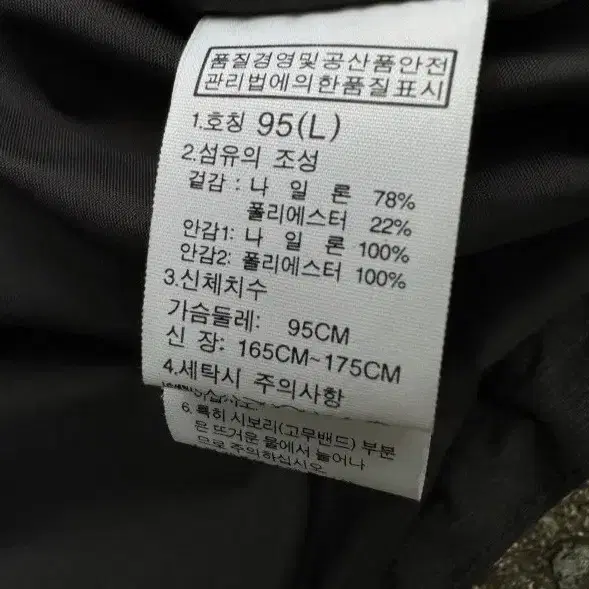 품질경영및공산품안전
관리법에의한품질표시
1.호칭 95(L)
2.섬유의 조성
겉감 : 나 일 론 78%
폴리에스터 22%
안감1: 나 일 론 100%
안감2: 폴리에스터 100%
3.신체치수
가슴둘레: 95CM
신 장: 165CM~175CM
4.세탁시 주의사항
6. 특히 시보리(고무밴드) 부분
은 뜨거운 물에서 늘어나
므로 주의하십시오